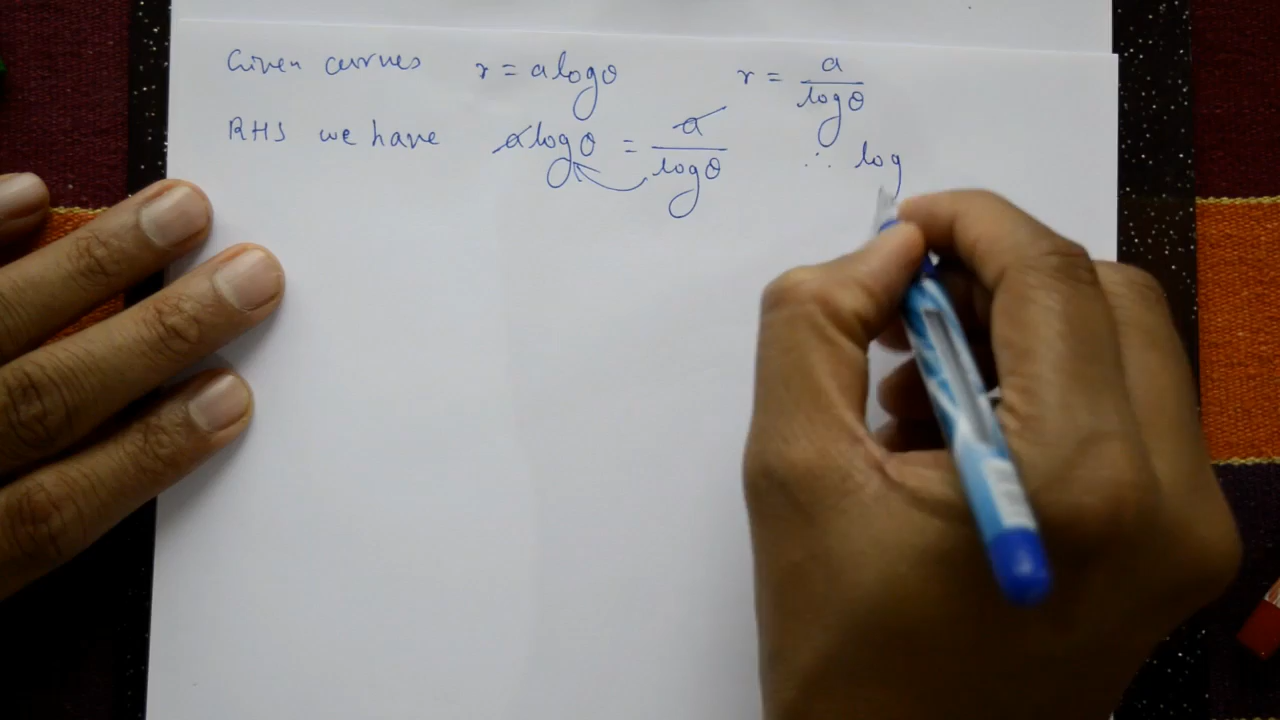 Given curves r = a log θ r = a / log θ
RHS we have a log θ = a / log θ
∴ log